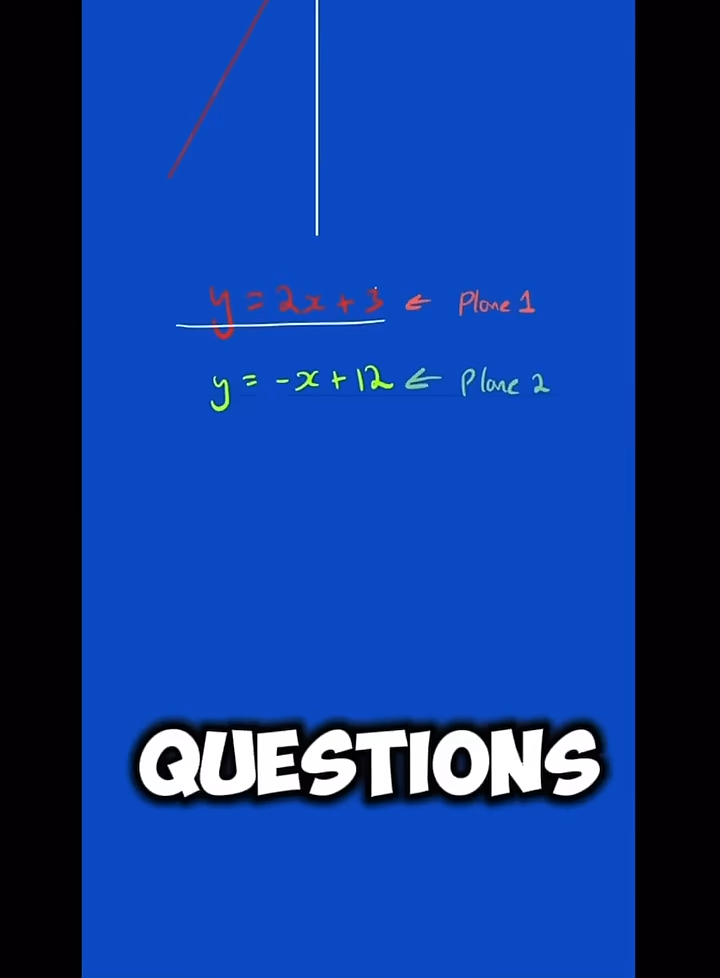 y = 2x + 3 ← Plane 1
y = -x + 12 ← Plane 2
QUESTIONS